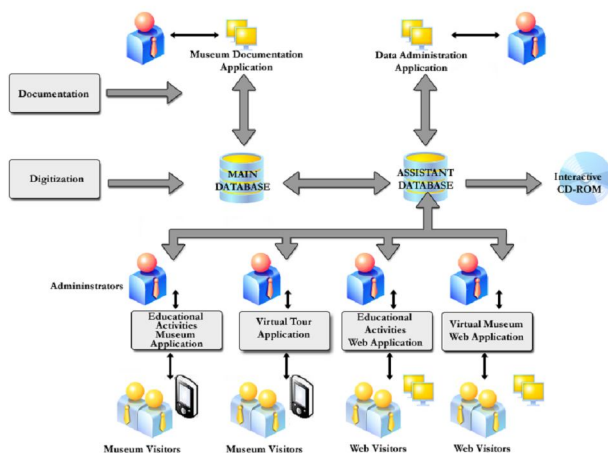 Museum Documentation
Application
Data Administration
Application
Documentation
Digitization
MAIN
DATABASE
ASSISTANT
DATABASE
Interactive
CD-ROM
Admininstrators
Educational
Activities
Museum
Application
Virtual Tour
Application
Educational
Activities
Web Application
Virtual Museum
Web Application
Museum Visitors
Museum Visitors
Web Visitors
Web Visitors